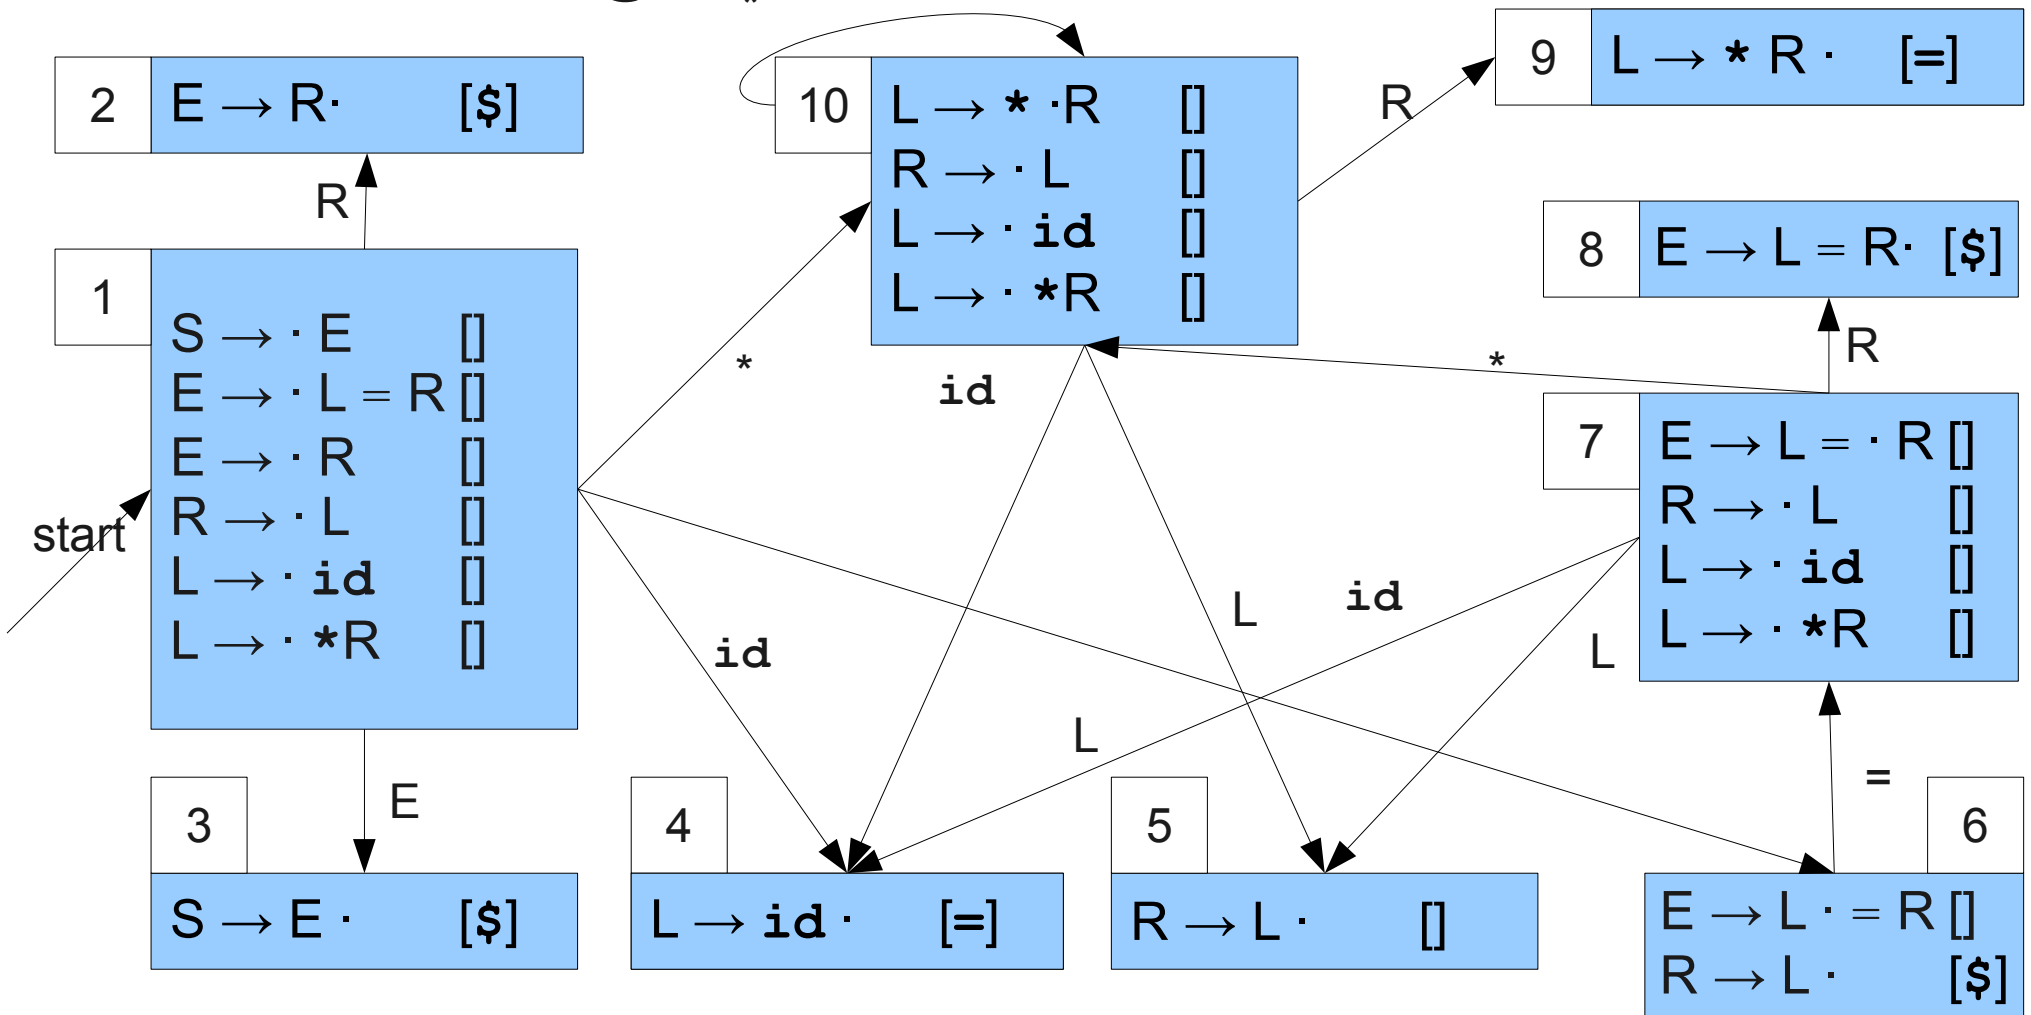 2
E → R· [$]
R
1
S → · E []
E → · L = R []
E → · R []
R → · L []
L → · id []
L → · *R []
start
E
3
S → E · [$]
10
L → * ·R []
R → · L []
L → · id []
L → · *R []
R
9
L → * R · [=]
8
E → L = R· [$]
R
*
id
*
7
E → L = · R []
R → · L []
L → · id []
L → · *R []
id
L
id
L
L
=
4
L → id · [=]
5
R → L · []
6
E → L · = R []
R → L · [$]